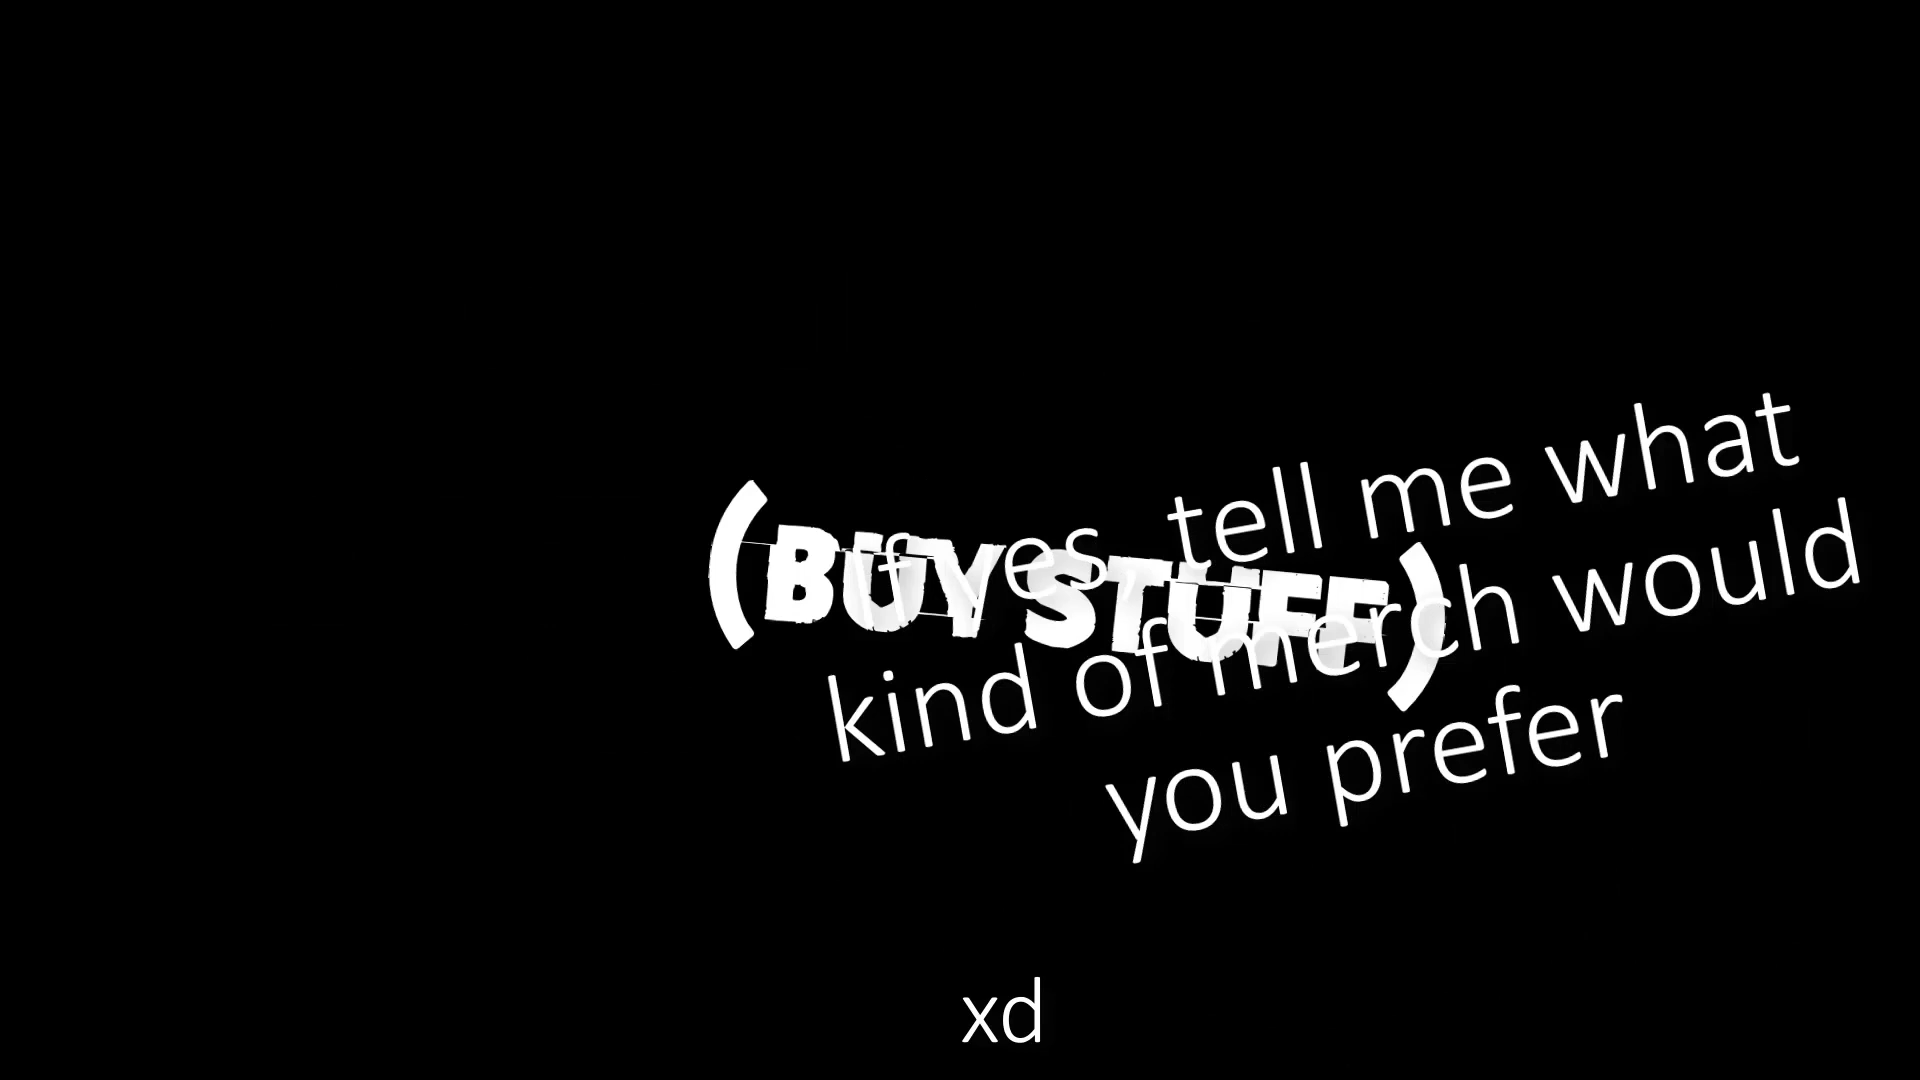 (BUY STUFF)
if yes, tell me what
kind of merch would
you prefer
xd